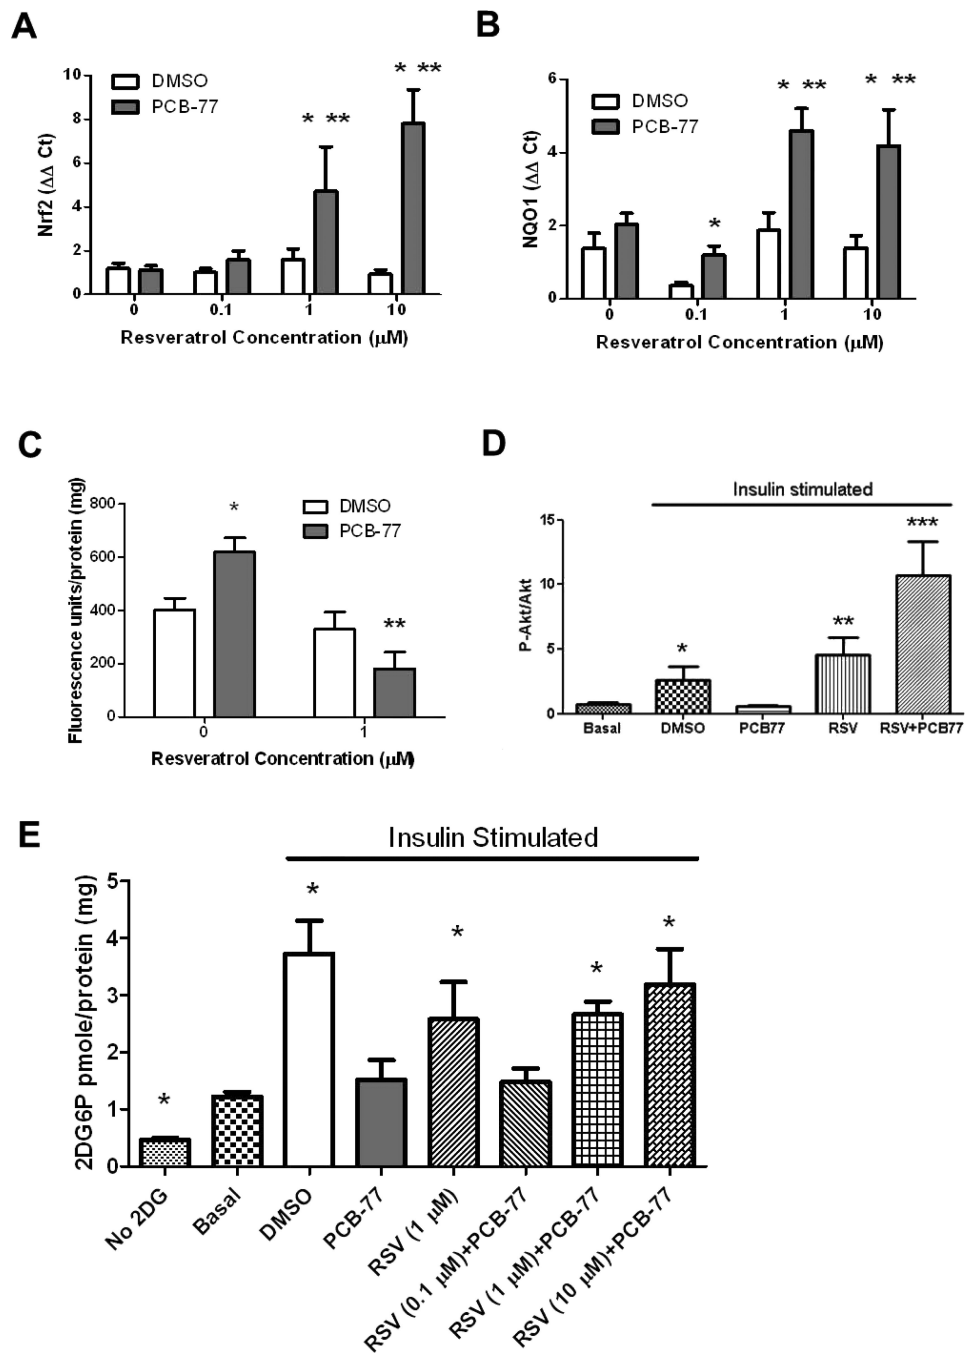 A
Nrf2 (ΔΔ Ct)
10
8
6
4
2
0
DMSO
PCB-77
* **
* **
0 0.1 1 10
Resveratrol Concentration (μM)
B
NQO1 (ΔΔ Ct)
6
4
2
0
DMSO
PCB-77
*
* **
* **
0 0.1 1 10
Resveratrol Concentration (μM)
C
Fluorescence units/protein (mg)
800
600
400
200
0
DMSO
PCB-77
*
**
0 1
Resveratrol Concentration (μM)
D
Insulin stimulated
P-Akt/Akt
15
10
5
0
*
**
***
Basal DMSO PCB77 RSV RSV+PCB77
E
Insulin Stimulated
2DG6P pmole/protein (mg)
5
4
3
2
1
0
*
*
*
*
*
No 2DG
Basal
DMSO
PCB-77
RSV (1 μM)
RSV (0.1 μM)+PCB-77
RSV (1 μM)+PCB-77
RSV (10 μM)+PCB-77